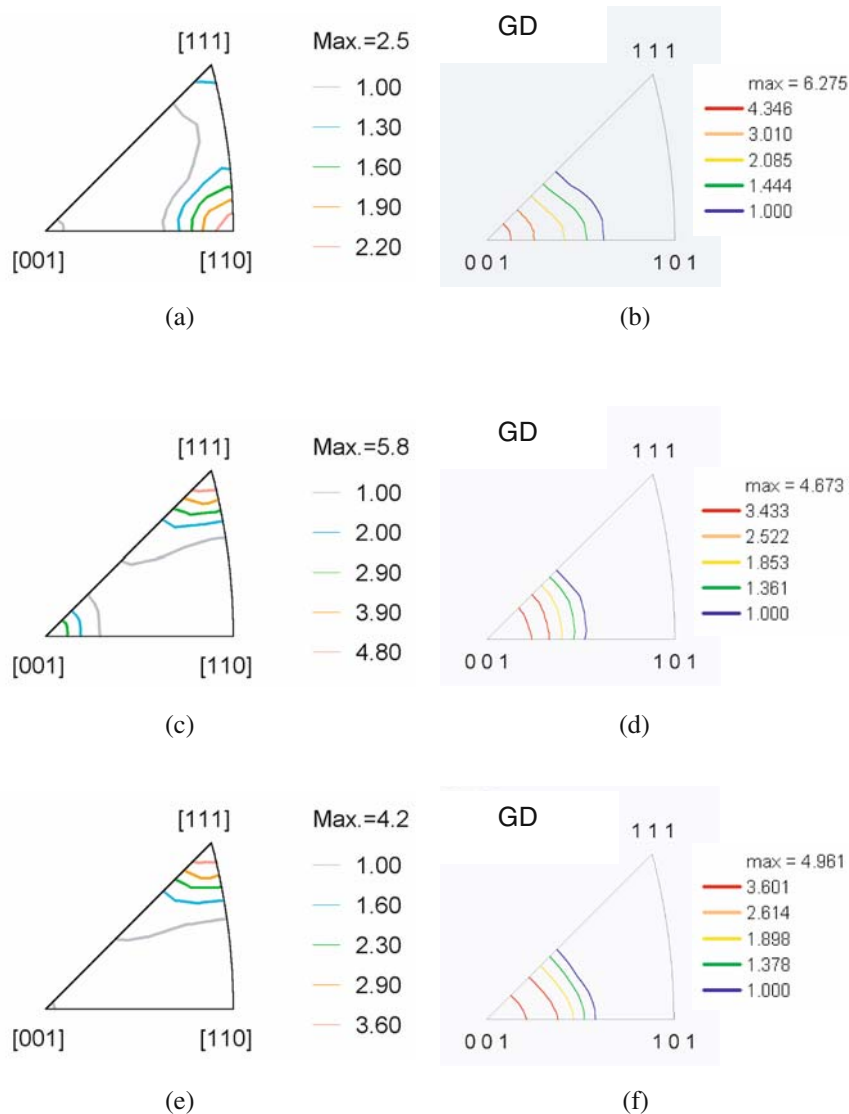 [111]
Max.=2.5
1.00
1.30
1.60
1.90
2.20
[001]
[110]
(a)
GD
1 1 1
max = 6.275
4.346
3.010
2.085
1.444
1.000
0 0 1
1 0 1
(b)
[111]
Max.=5.8
1.00
2.00
2.90
3.90
4.80
[001]
[110]
(c)
GD
1 1 1
max = 4.673
3.433
2.522
1.853
1.361
1.000
0 0 1
1 0 1
(d)
[111]
Max.=4.2
1.00
1.60
2.30
2.90
3.60
[001]
[110]
(e)
GD
1 1 1
max = 4.961
3.601
2.614
1.898
1.378
1.000
0 0 1
1 0 1
(f)